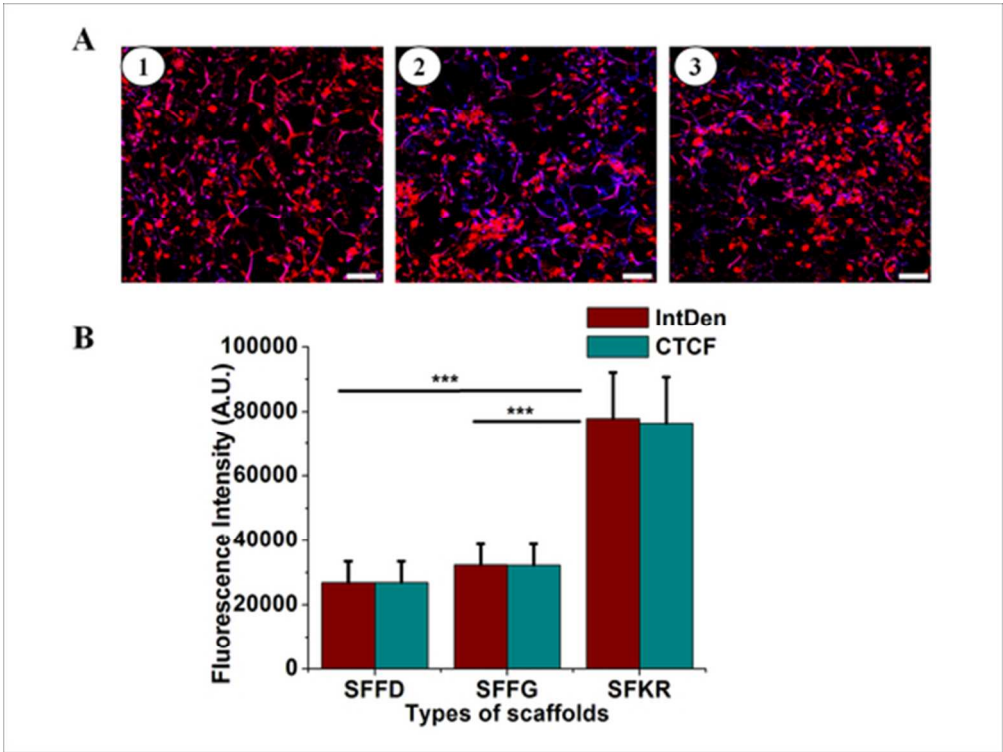 A
1 2 3
B
IntDen
CTCF
100000
80000
60000
40000
20000
0
Fluorescence Intensity (A.U.)
***
***
SFFD SFFG SFKR
Types of scaffolds